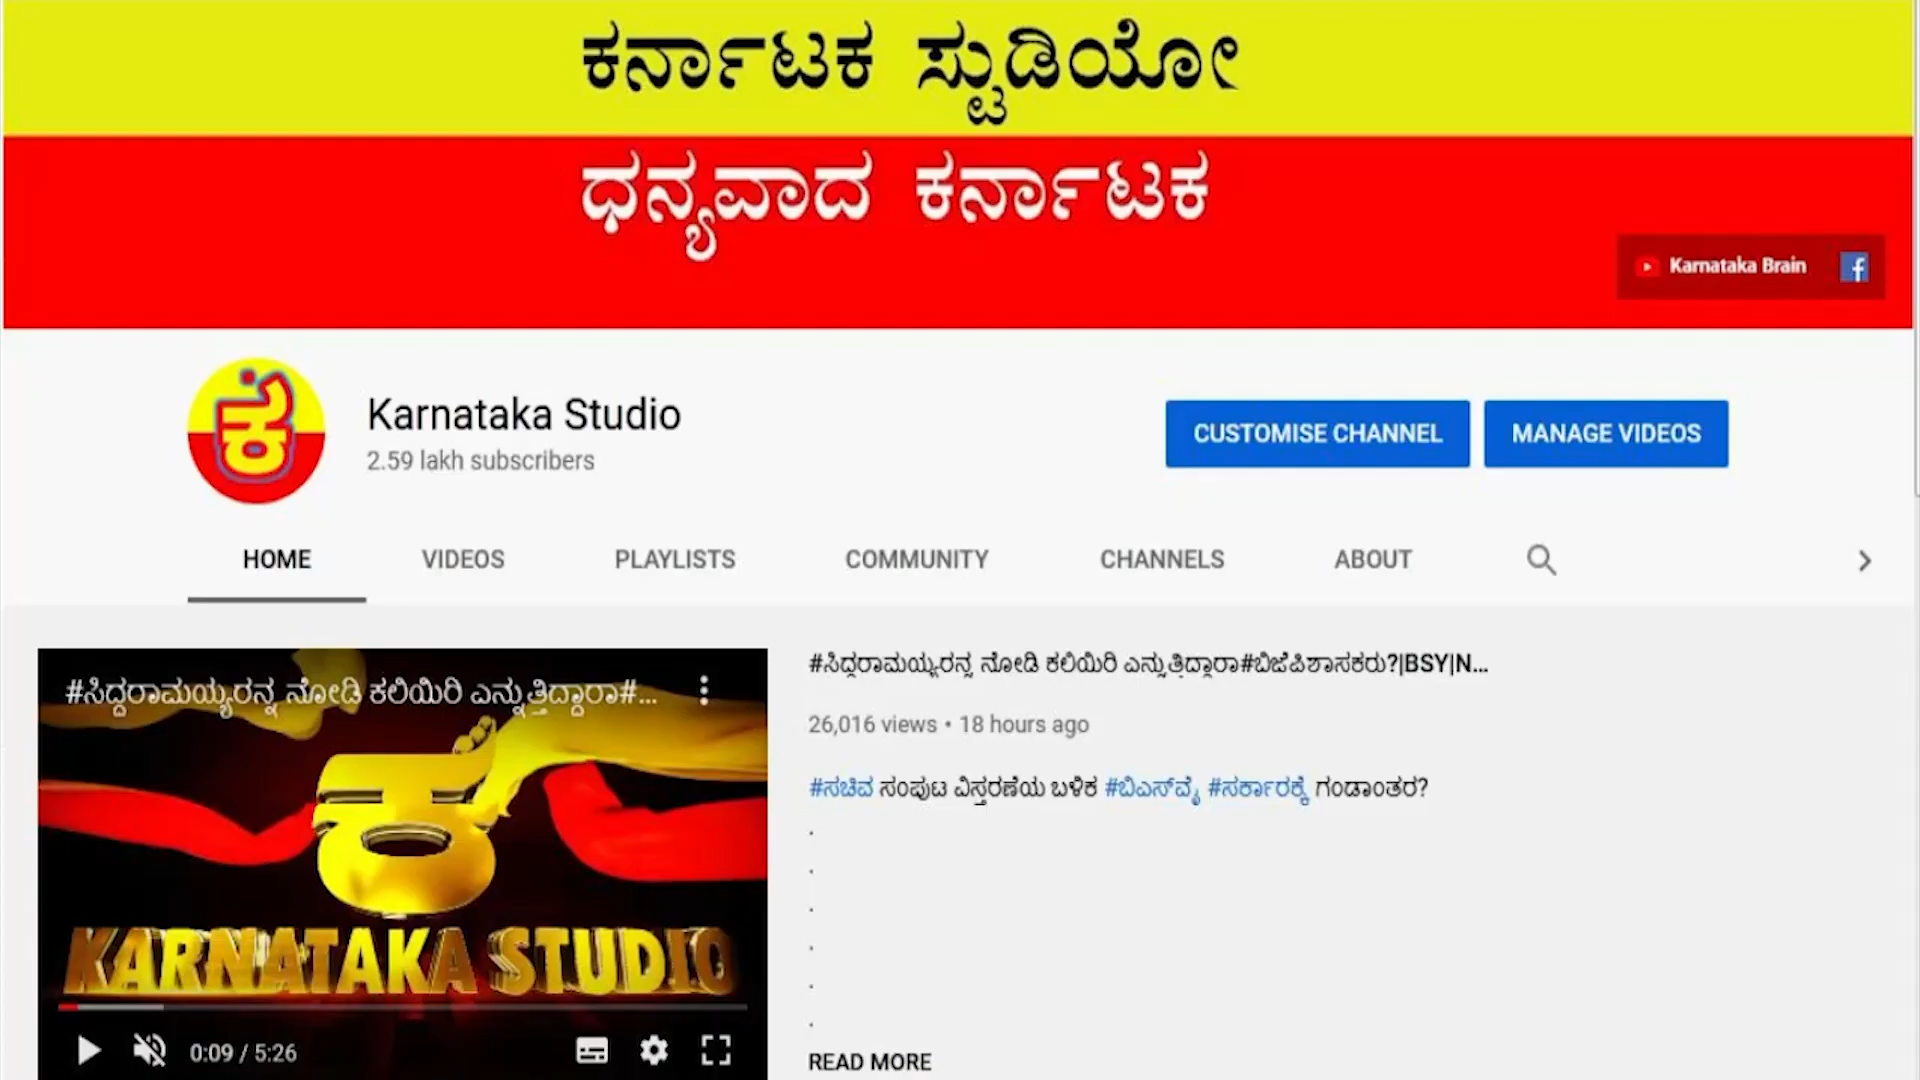 ಕರ್ನಾಟಕ ಸ್ಟುಡಿಯೋ
ಧನ್ಯವಾದ ಕರ್ನಾಟಕ
Karnataka Brain
ಕ
Karnataka Studio
2.59 lakh subscribers
CUSTOMISE CHANNEL
MANAGE VIDEOS
HOME
VIDEOS
PLAYLISTS
COMMUNITY
CHANNELS
ABOUT
#ಸಿದ್ದರಾಮಯ್ಯರನ್ನ ನೋಡಿ ಕಲಿಯಿರಿ ಎನ್ನುತ್ತಿದ್ದಾರಾ#...
KARNATAKA STUDIO
0:09 / 5:26
#ಸಿದ್ದರಾಮಯ್ಯರನ್ನ ನೋಡಿ ಕಲಿಯಿರಿ ಎನ್ನುತ್ತಿದ್ದಾರಾ#ಬಿಜೆಪಿಶಾಸಕರು?|BSY|N...
26,016 views • 18 hours ago
#ಸಚಿವ ಸಂಪುಟ ವಿಸ್ತರಣೆಯ ಬಳಿಕ #ಬಿಎಸ್‌ವೈ #ಸರ್ಕಾರಕ್ಕೆ ಗಂಡಾಂತರ?
.
.
.
.
.
.
READ MORE